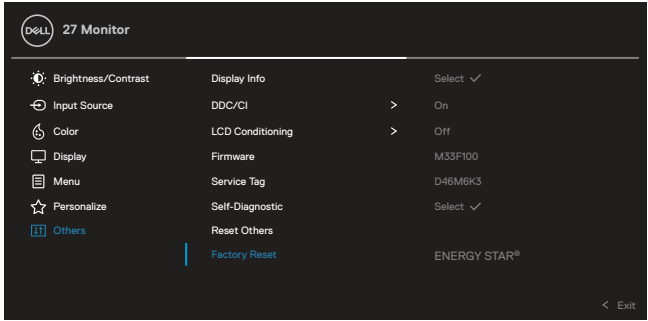 DELL 27 Monitor
Brightness/Contrast Display Info Select ✓
Input Source DDC/CI > On
Color LCD Conditioning > Off
Display Firmware M33F100
Menu Service Tag D46M6K3
Personalize Self-Diagnostic Select ✓
Others Reset Others
Factory Reset ENERGY STAR®
< Exit